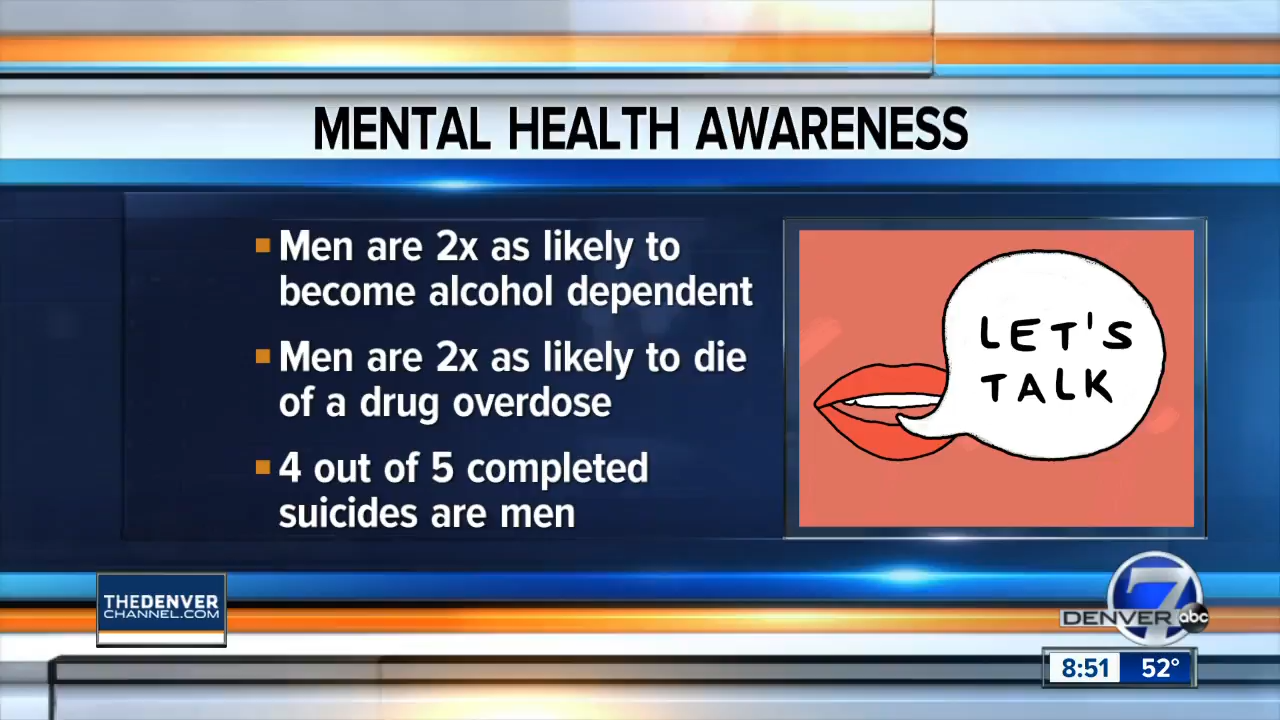 MENTAL HEALTH AWARENESS
Men are 2x as likely to
become alcohol dependent
Men are 2x as likely to die
of a drug overdose
4 out of 5 completed
suicides are men
LET'S
TALK
THEDENVER
CHANNEL.COM
7
DENVER abc
8:51 52°